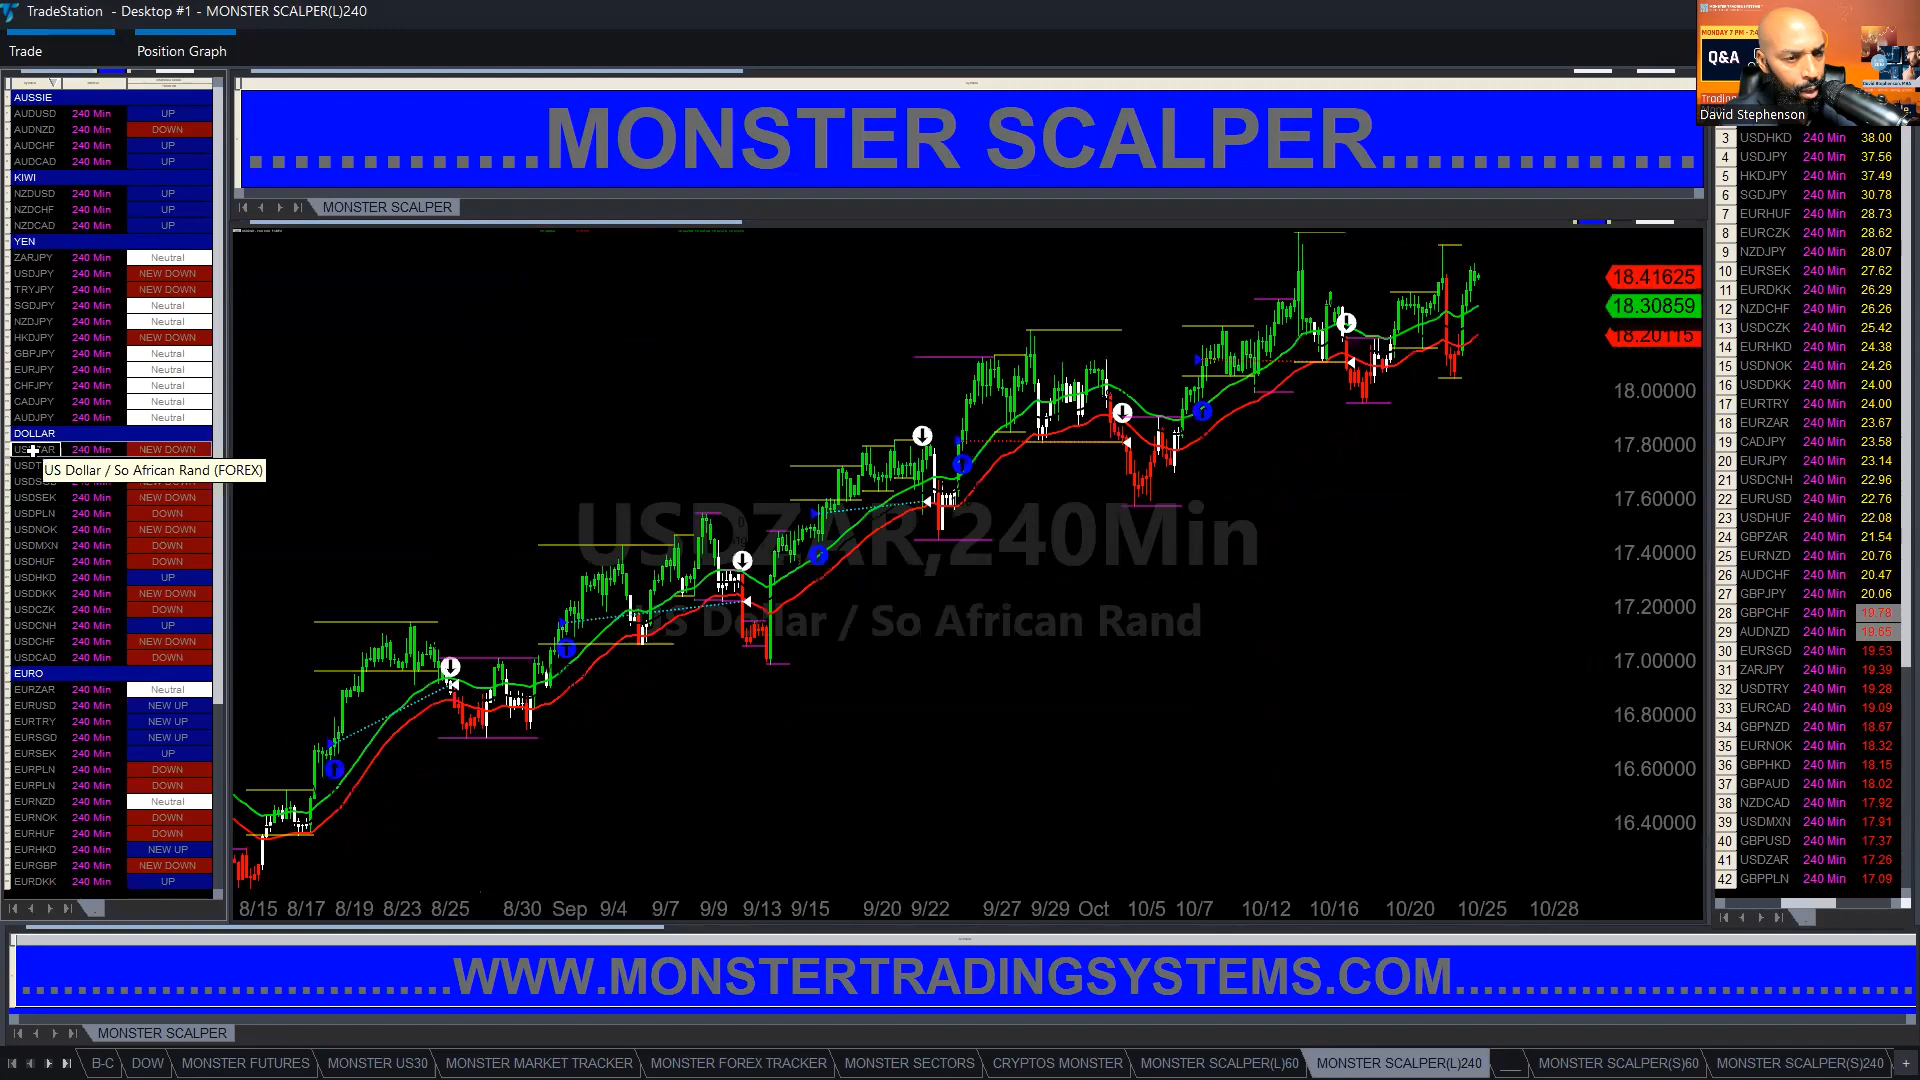 TradeStation - Desktop #1 - MONSTER SCALPER(L)240
Trade
Position Graph
MONDAY 7 PM - 7:4
Q&A
Trading
David Stephenson
AUSSIE
AUDUSD 240 Min UP
AUDNZD 240 Min DOWN
AUDCHF 240 Min UP
AUDCAD 240 Min UP
KIWI
NZDUSD 240 Min UP
NZDCHF 240 Min UP
NZDCAD 240 Min UP
YEN
ZARJPY 240 Min Neutral
USDJPY 240 Min NEW DOWN
TRYJPY 240 Min NEW DOWN
SGDJPY 240 Min Neutral
NZDJPY 240 Min Neutral
HKDJPY 240 Min NEW DOWN
GBPJPY 240 Min Neutral
EURJPY 240 Min Neutral
CHFJPY 240 Min Neutral
CADJPY 240 Min Neutral
AUDJPY 240 Min Neutral
DOLLAR
USDZAR 240 Min NEW DOWN
USDT
US Dollar / So African Rand (FOREX)
NEW DOWN
USDSEK 240 Min NEW DOWN
USDPLN 240 Min DOWN
USDNOK 240 Min NEW DOWN
USDMXN 240 Min DOWN
USDHUF 240 Min DOWN
USDHKD 240 Min UP
USDDKK 240 Min NEW DOWN
USDCZK 240 Min DOWN
USDCNH 240 Min UP
USDCHF 240 Min NEW DOWN
USDCAD 240 Min DOWN
EURO
EURZAR 240 Min Neutral
EURUSD 240 Min NEW UP
EURTRY 240 Min NEW UP
EURSGD 240 Min NEW UP
EURSEK 240 Min UP
EURPLN 240 Min DOWN
EURPLN 240 Min DOWN
EURNZD 240 Min Neutral
EURNOK 240 Min DOWN
EURHUF 240 Min DOWN
EURHKD 240 Min NEW UP
EURGBP 240 Min NEW DOWN
EURDKK 240 Min UP
..............MONSTER SCALPER...............
MONSTER SCALPER
USDZAR,240Min
US Dollar / So African Rand
18.41625
18.30859
18.20115
18.00000
17.80000
17.60000
17.40000
17.20000
17.00000
16.80000
16.60000
16.40000
8/15 8/17 8/19 8/23 8/25 8/30 Sep 9/4 9/7 9/9 9/13 9/15 9/20 9/22 9/27 9/29 Oct 10/5 10/7 10/12 10/16 10/20 10/25 10/28
3 USDHKD 240 Min 38.00
4 USDJPY 240 Min 37.56
5 HKDJPY 240 Min 37.49
6 SGDJPY 240 Min 30.78
7 EURHUF 240 Min 28.73
8 EURCZK 240 Min 28.62
9 NZDJPY 240 Min 28.07
10 EURSEK 240 Min 27.62
11 EURDKK 240 Min 26.29
12 NZDCHF 240 Min 26.26
13 USDCZK 240 Min 25.42
14 EURHKD 240 Min 24.38
15 USDNOK 240 Min 24.26
16 USDDKK 240 Min 24.00
17 EURTRY 240 Min 24.00
18 EURZAR 240 Min 23.67
19 CADJPY 240 Min 23.58
20 EURJPY 240 Min 23.14
21 USDCNH 240 Min 22.96
22 EURUSD 240 Min 22.76
23 USDHUF 240 Min 22.08
24 GBPZAR 240 Min 21.54
25 EURNZD 240 Min 20.76
26 AUDCHF 240 Min 20.47
27 GBPJPY 240 Min 20.06
28 GBPCHF 240 Min 19.78
29 AUDNZD 240 Min 19.65
30 EURSGD 240 Min 19.53
31 ZARJPY 240 Min 19.39
32 USDTRY 240 Min 19.28
33 EURCAD 240 Min 19.09
34 GBPNZD 240 Min 18.67
35 EURNOK 240 Min 18.32
36 GBPHKD 240 Min 18.15
37 GBPAUD 240 Min 18.02
38 NZDCAD 240 Min 17.92
39 USDMXN 240 Min 17.91
40 GBPUSD 240 Min 17.37
41 USDZAR 240 Min 17.26
42 GBPPLN 240 Min 17.09
..............................WWW.MONSTERTRADINGSYSTEMS.COM................................
MONSTER SCALPER
B-C DOW MONSTER FUTURES MONSTER US30 MONSTER MARKET TRACKER MONSTER FOREX TRACKER MONSTER SECTORS CRYPTOS MONSTER MONSTER SCALPER(L)60 MONSTER SCALPER(L)240 ___ MONSTER SCALPER(S)60 MONSTER SCALPER(S)240 +